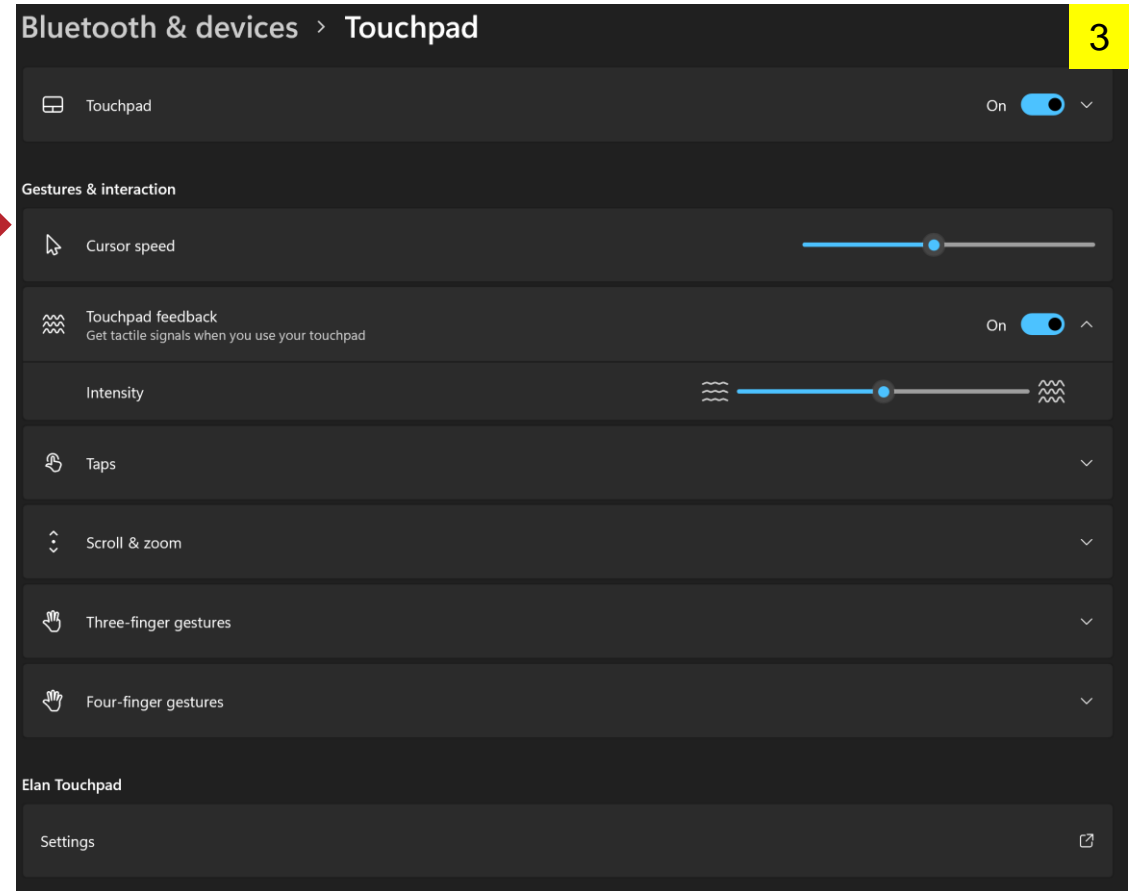 Bluetooth & devices > Touchpad
3
Touchpad
On
Gestures & interaction
Cursor speed
Touchpad feedback
Get tactile signals when you use your touchpad
On
Intensity
Taps
Scroll & zoom
Three-finger gestures
Four-finger gestures
Elan Touchpad
Settings